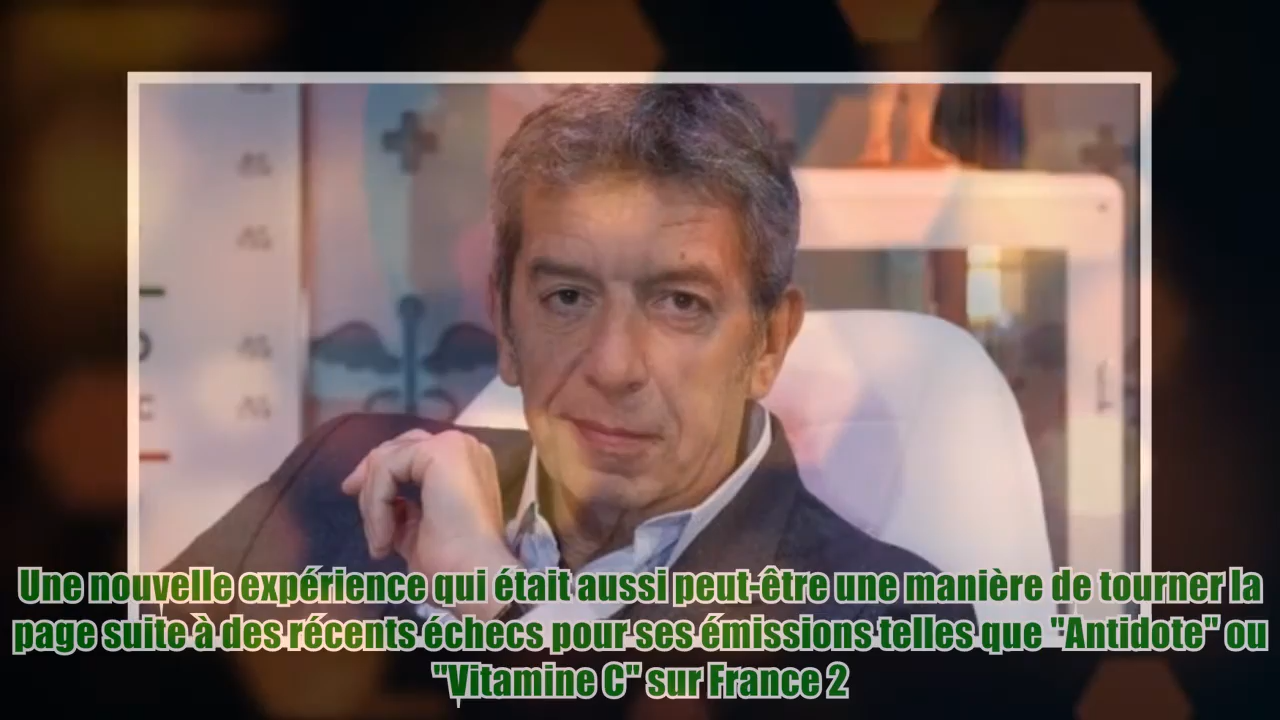 Une nouvelle expérience qui était aussi peut-être une manière de tourner la
page suite à des récents échecs pour ses émissions telles que "Antidote" ou
"Vitamine C" sur France 2